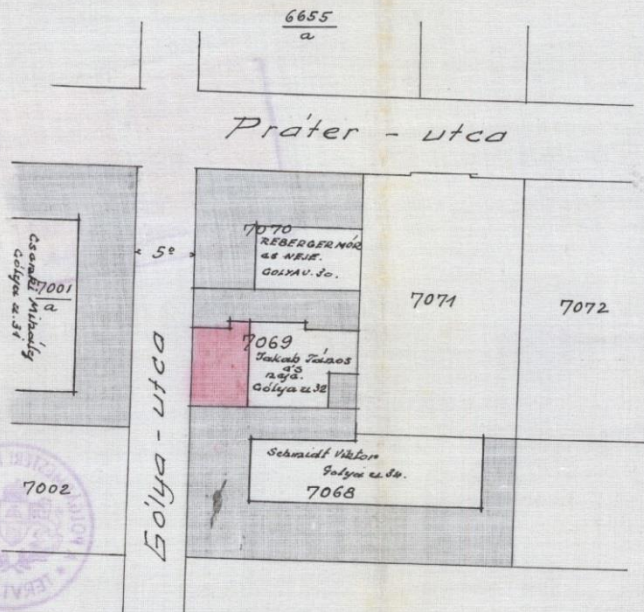 6655
a
Práter - utca
7070
REBERGER MÓR
és NEJE.
GÓLYA U. 30.
5°
7001
a
Csanki Mihály
Gólya u. 31
7071
7072
7069
Jakab János
és
neje.
Gólya u. 32
Gólya - utca
Schmidt Viktor
Gólya u. 34.
7068
7002